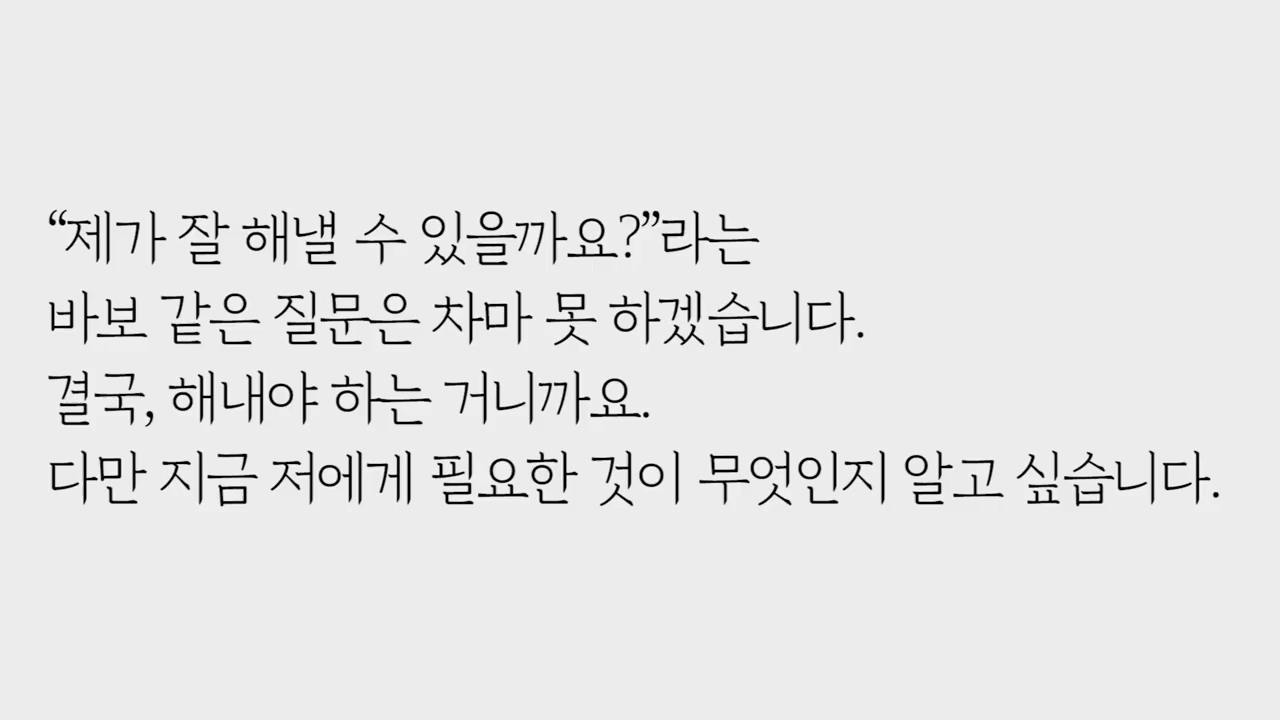 “제가 잘 해낼 수 있을까요?”라는
바보 같은 질문은 차마 못 하겠습니다.
결국, 해내야 하는 거니까요.
다만 지금 저에게 필요한 것이 무엇인지 알고 싶습니다.